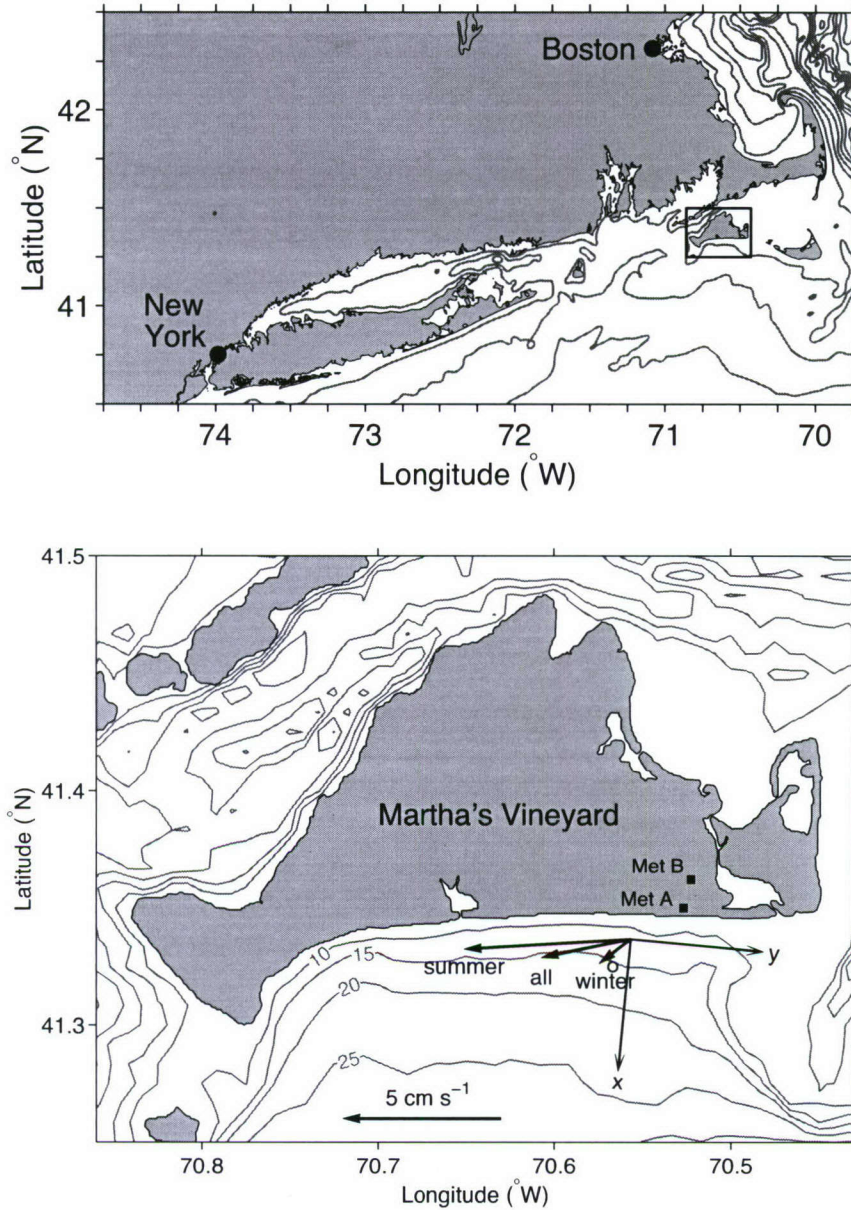 Boston
42
Latitude (°N)
41
New
York
74 73 72 71 70
Longitude (°W)
41.5
41.4
Latitude (°N)
Martha's Vineyard
Met B
Met A
10
15
summer
all
winter
y
20
41.3
25
x
5 cm s⁻¹
70.8 70.7 70.6 70.5
Longitude (°W)